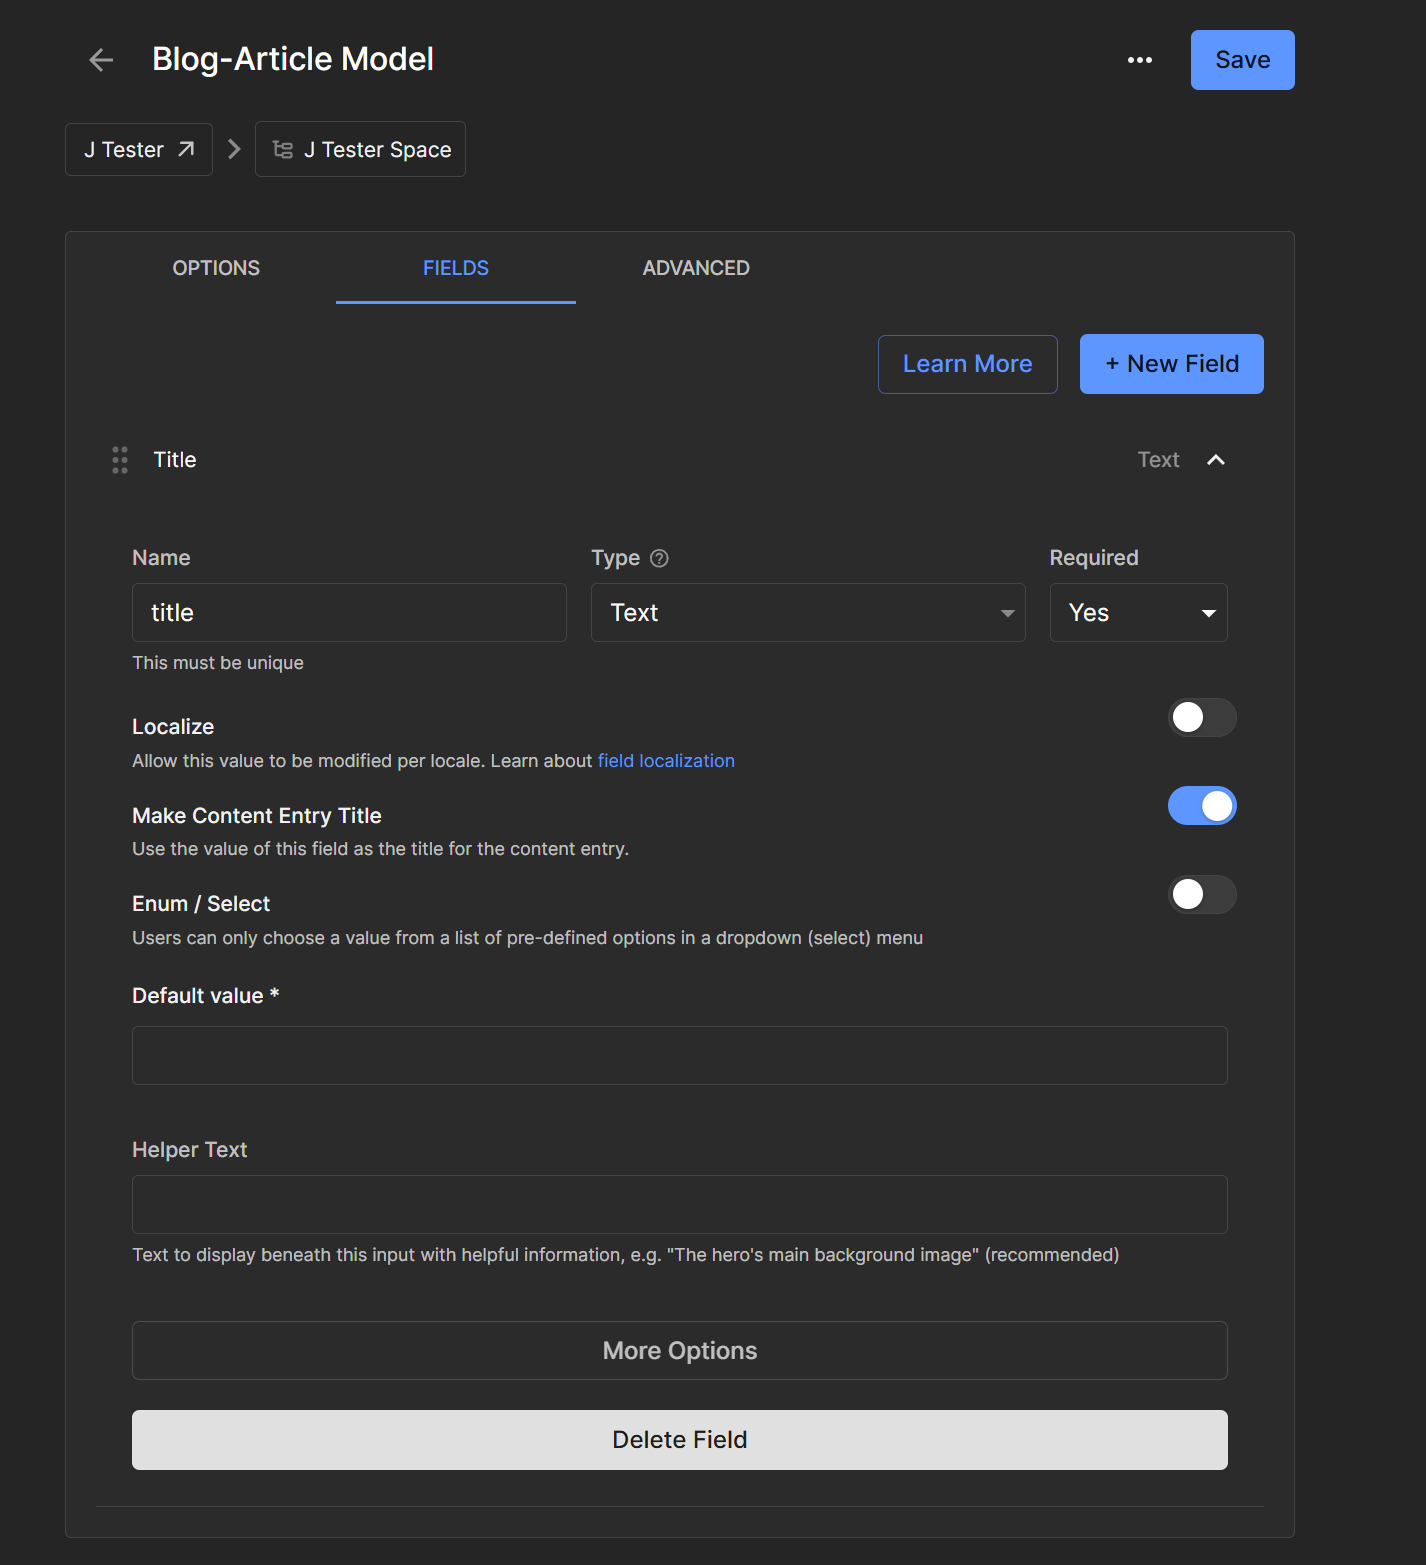 Blog-Article Model
Save
J Tester
J Tester Space
OPTIONS
FIELDS
ADVANCED
Learn More
+ New Field
Title
Text
Name
Type
Required
title
Text
Yes
This must be unique
Localize
Allow this value to be modified per locale. Learn about field localization
Make Content Entry Title
Use the value of this field as the title for the content entry.
Enum / Select
Users can only choose a value from a list of pre-defined options in a dropdown (select) menu
Default value *
Helper Text
Text to display beneath this input with helpful information, e.g. "The hero's main background image" (recommended)
More Options
Delete Field